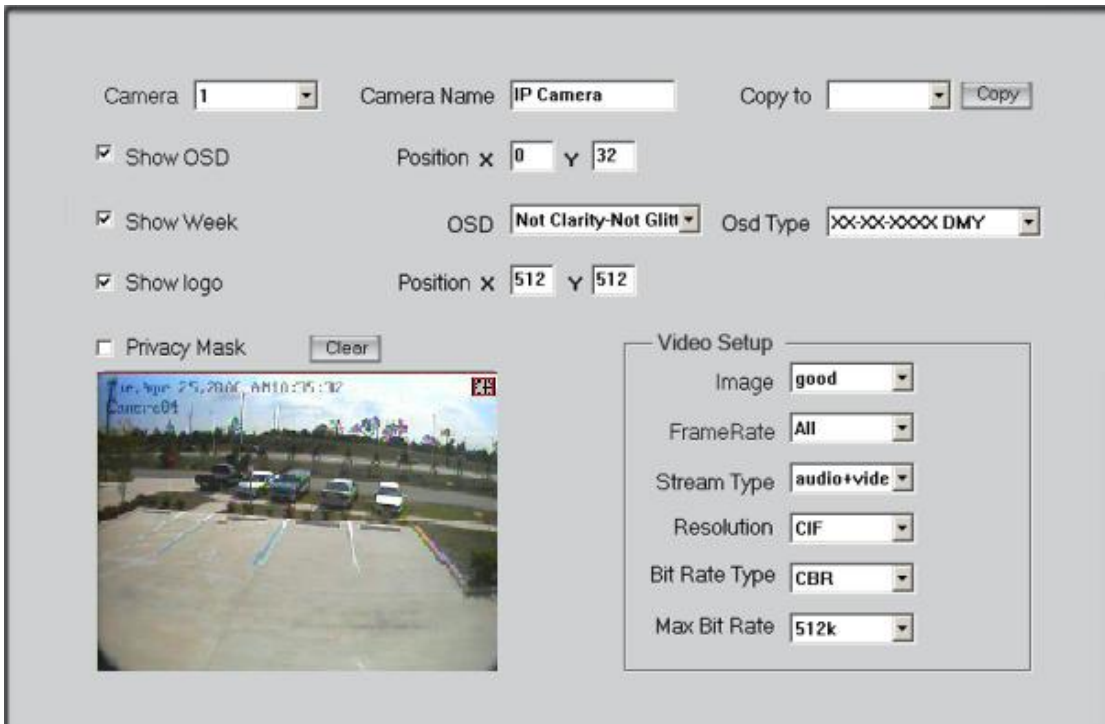 Camera 1 Camera Name IP Camera Copy to Copy
Show OSD Position X 0 Y 32
Show Week OSD Not Clarity-Not Glitt Osd Type XX-XX-XXXX DMY
Show logo Position X 512 Y 512
Privacy Mask Clear
Camera04
Video Setup
Image good
FrameRate All
Stream Type audio+vide
Resolution CIF
Bit Rate Type CBR
Max Bit Rate 512k